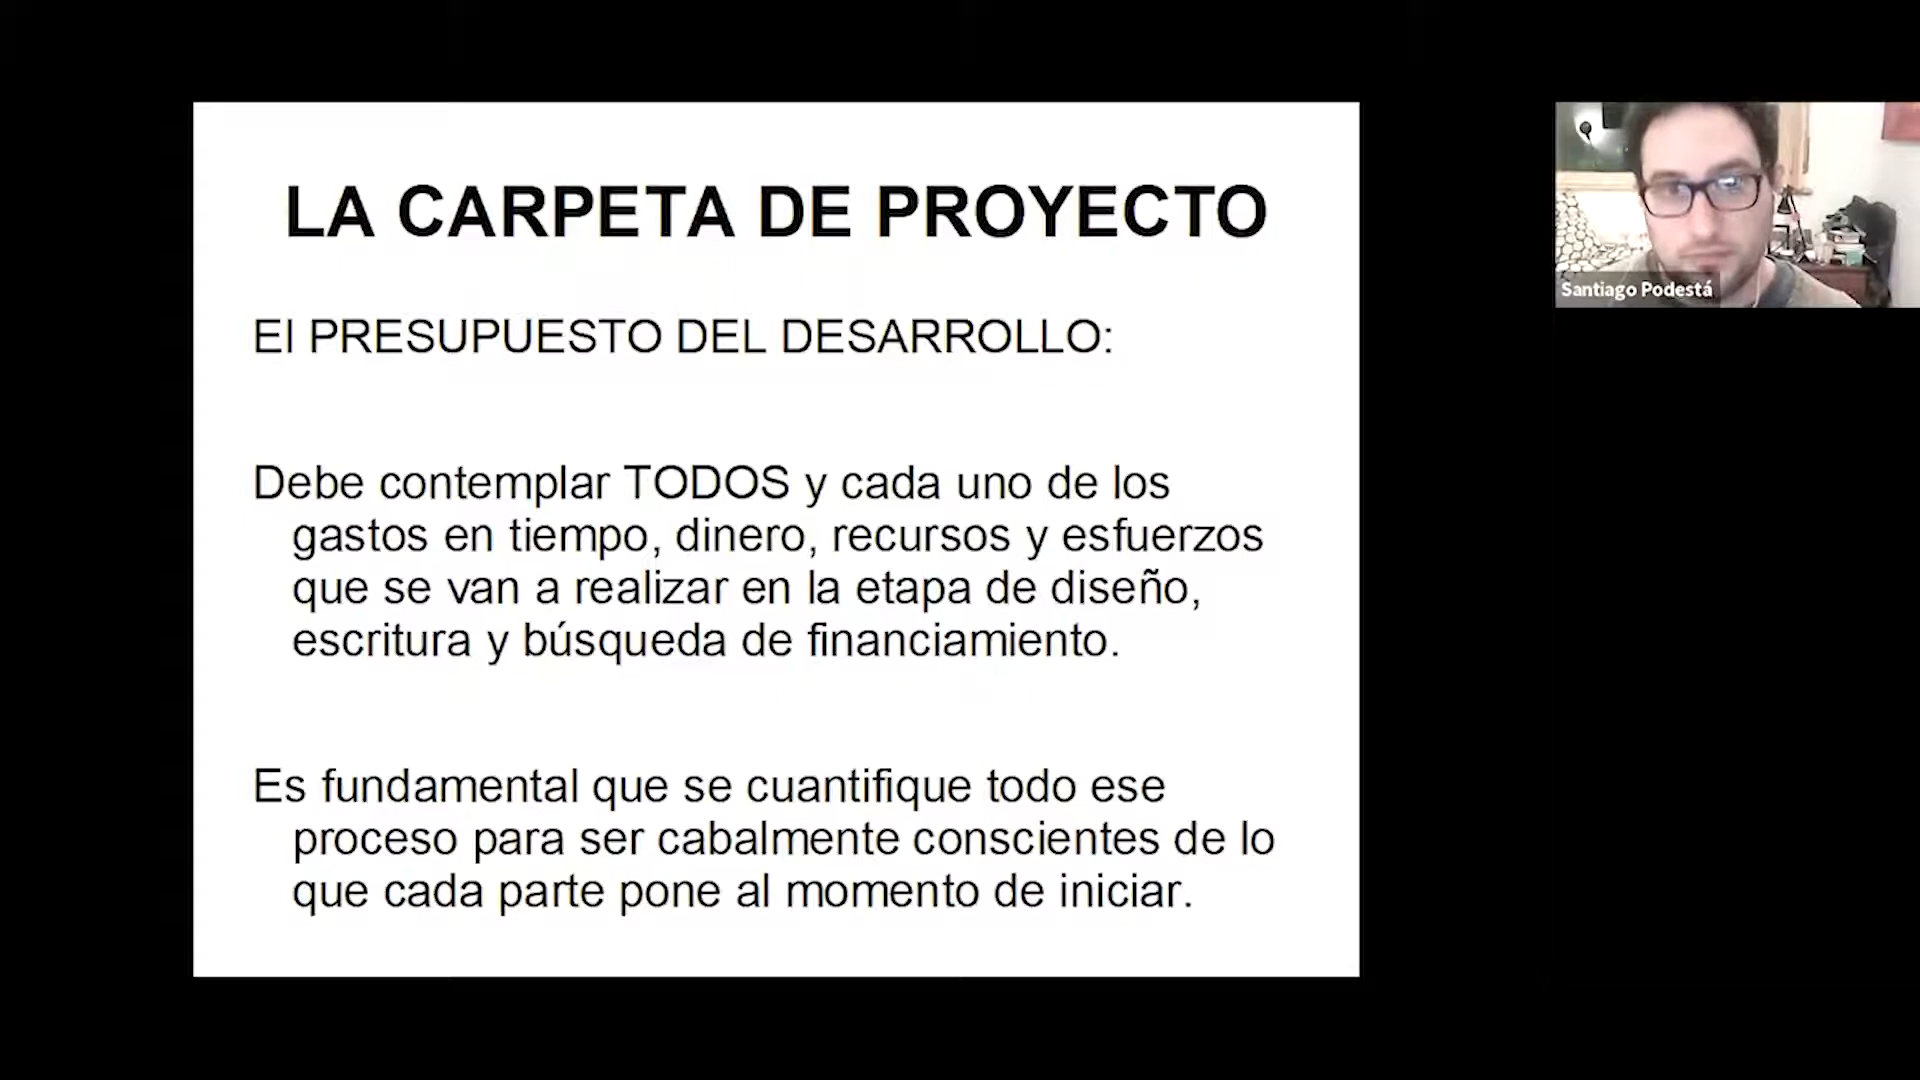 LA CARPETA DE PROYECTO
El PRESUPUESTO DEL DESARROLLO:
Debe contemplar TODOS y cada uno de los
gastos en tiempo, dinero, recursos y esfuerzos
que se van a realizar en la etapa de diseño,
escritura y búsqueda de financiamiento.
Es fundamental que se cuantifique todo ese
proceso para ser cabalmente conscientes de lo
que cada parte pone al momento de iniciar.
Santiago Podestá